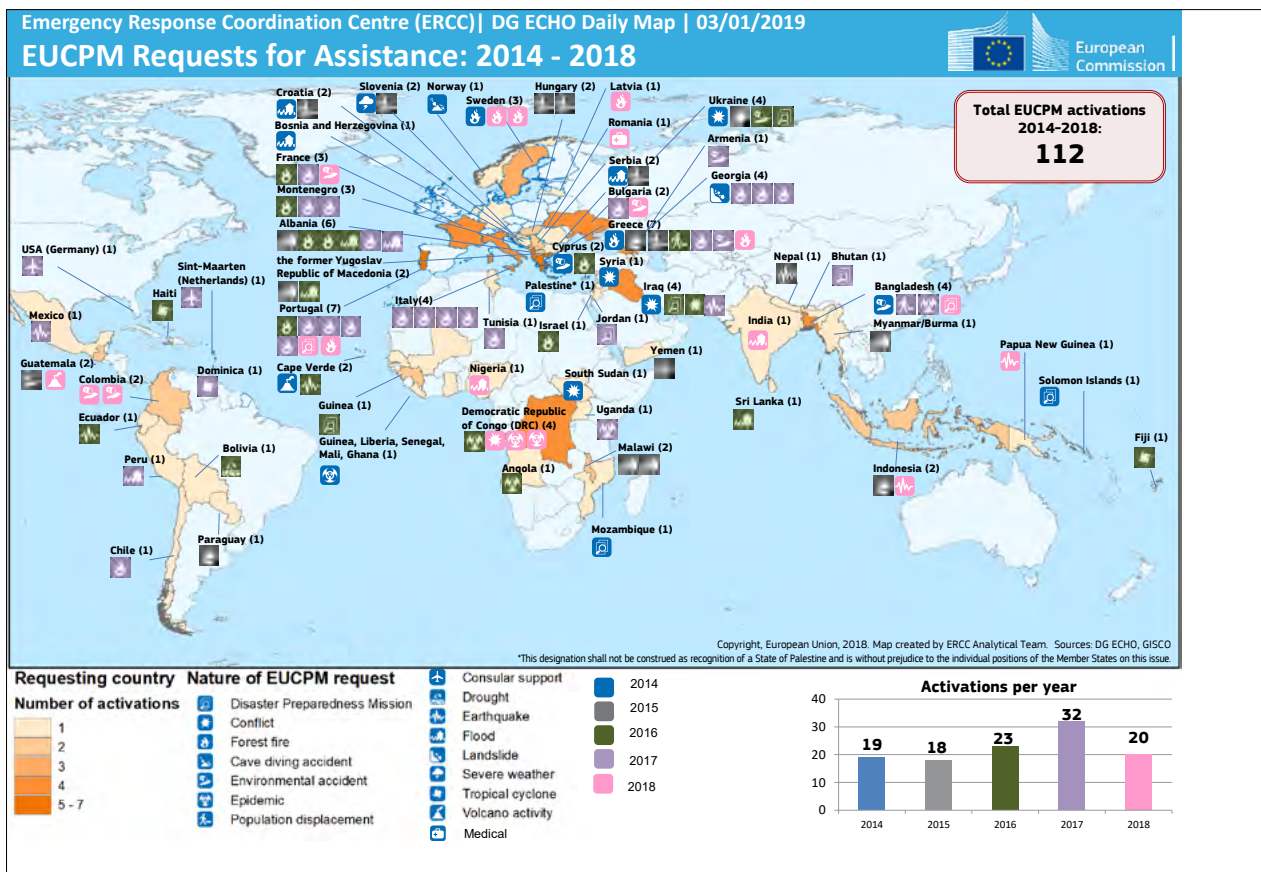 Emergency Response Coordination Centre (ERCC)| DG ECHO Daily Map | 03/01/2019
EUCPM Requests for Assistance: 2014 - 2018
European
Commission
Total EUCPM activations
2014-2018:
112
Croatia (2)
Slovenia (2)
Norway (1)
Sweden (3)
Hungary (2)
Latvia (1)
Ukraine (4)
Bosnia and Herzegovina (1)
Romania (1)
Armenia (1)
France (3)
Serbia (2)
Georgia (4)
Montenegro (3)
Bulgaria (2)
Albania (6)
Greece (7)
the former Yugoslav
Republic of Macedonia (2)
Cyprus (2)
Syria (1)
USA (Germany) (1)
Sint-Maarten
(Netherlands) (1)
Haiti
Mexico (1)
Palestine* (1)
Iraq (4)
Nepal (1)
Bhutan (1)
Bangladesh (4)
Portugal (7)
Italy(4)
Tunisia (1)
Israel (1)
Jordan (1)
India (1)
Myanmar/Burma (1)
Papua New Guinea (1)
Yemen (1)
Guatemala (2)
Colombia (2)
Dominica (1)
Cape Verde (2)
Nigeria (1)
South Sudan (1)
Solomon Islands (1)
Ecuador (1)
Guinea (1)
Democratic Republic
of Congo (DRC) (4)
Uganda (1)
Sri Lanka (1)
Guinea, Liberia, Senegal,
Mali, Ghana (1)
Malawi (2)
Fiji (1)
Peru (1)
Bolivia (1)
Angola (1)
Indonesia (2)
Mozambique (1)
Paraguay (1)
Chile (1)
Copyright, European Union, 2018. Map created by ERCC Analytical Team. Sources: DG ECHO, GISCO
*This designation shall not be construed as recognition of a State of Palestine and is without prejudice to the individual positions of the Member States on this issue.
Requesting country
Number of activations
1
2
3
4
5 - 7
Nature of EUCPM request
Disaster Preparedness Mission
Conflict
Forest fire
Cave diving accident
Environmental accident
Epidemic
Population displacement
Consular support
Drought
Earthquake
Flood
Landslide
Severe weather
Tropical cyclone
Volcano activity
Medical
2014
2015
2016
2017
2018
Activations per year
40
30
20
10
0
19
18
23
32
20
2014
2015
2016
2017
2018